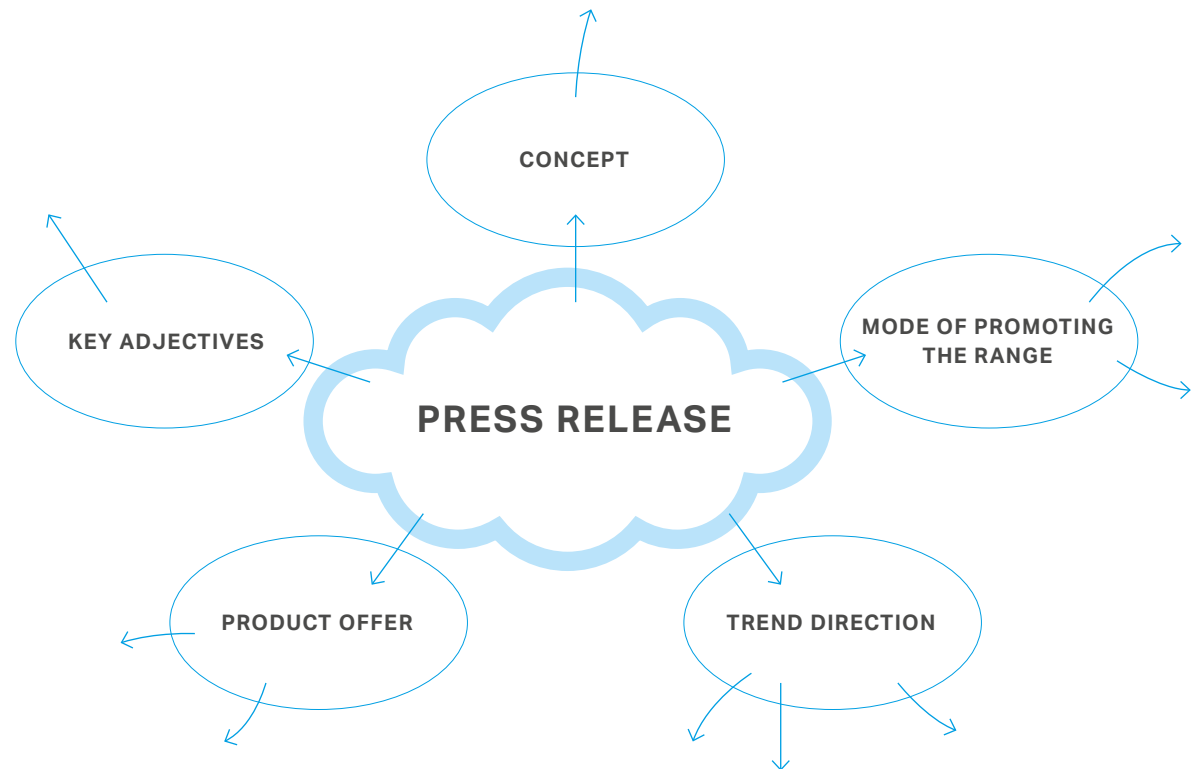 CONCEPT
KEY ADJECTIVES
MODE OF PROMOTING
THE RANGE
PRESS RELEASE
PRODUCT OFFER
TREND DIRECTION